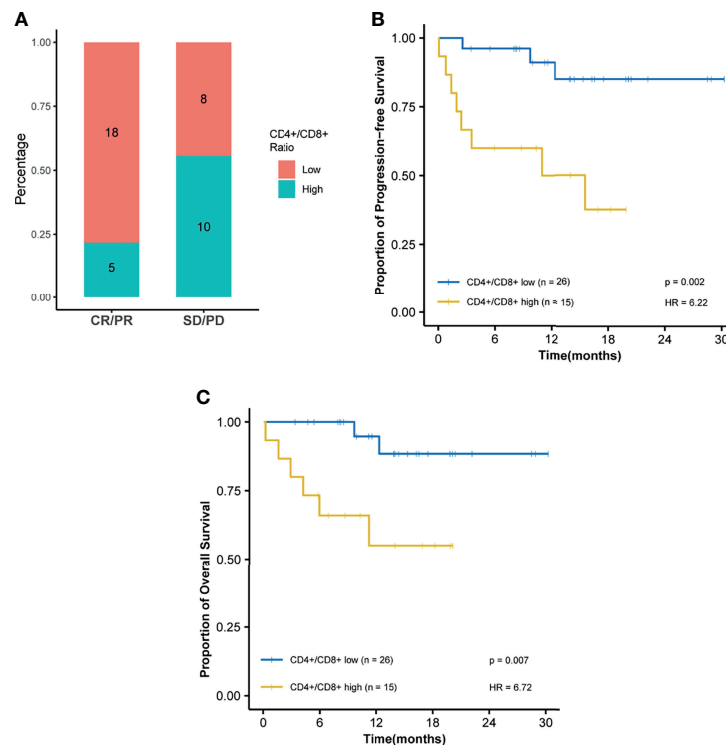 A
1.00
0.75
0.50
0.25
0.00
Percentage
18
5
8
10
CR/PR
SD/PD
CD4+/CD8+
Ratio
Low
High
B
1.00
0.75
0.50
0.25
0.00
Proportion of Progression-free Survival
CD4+/CD8+ low (n = 26)
p = 0.002
CD4+/CD8+ high (n = 15)
HR = 6.22
0
6
12
18
24
30
Time(months)
C
1.00
0.75
0.50
0.25
0.00
Proportion of Overall Survival
CD4+/CD8+ low (n = 26)
p = 0.007
CD4+/CD8+ high (n = 15)
HR = 6.72
0
6
12
18
24
30
Time(months)